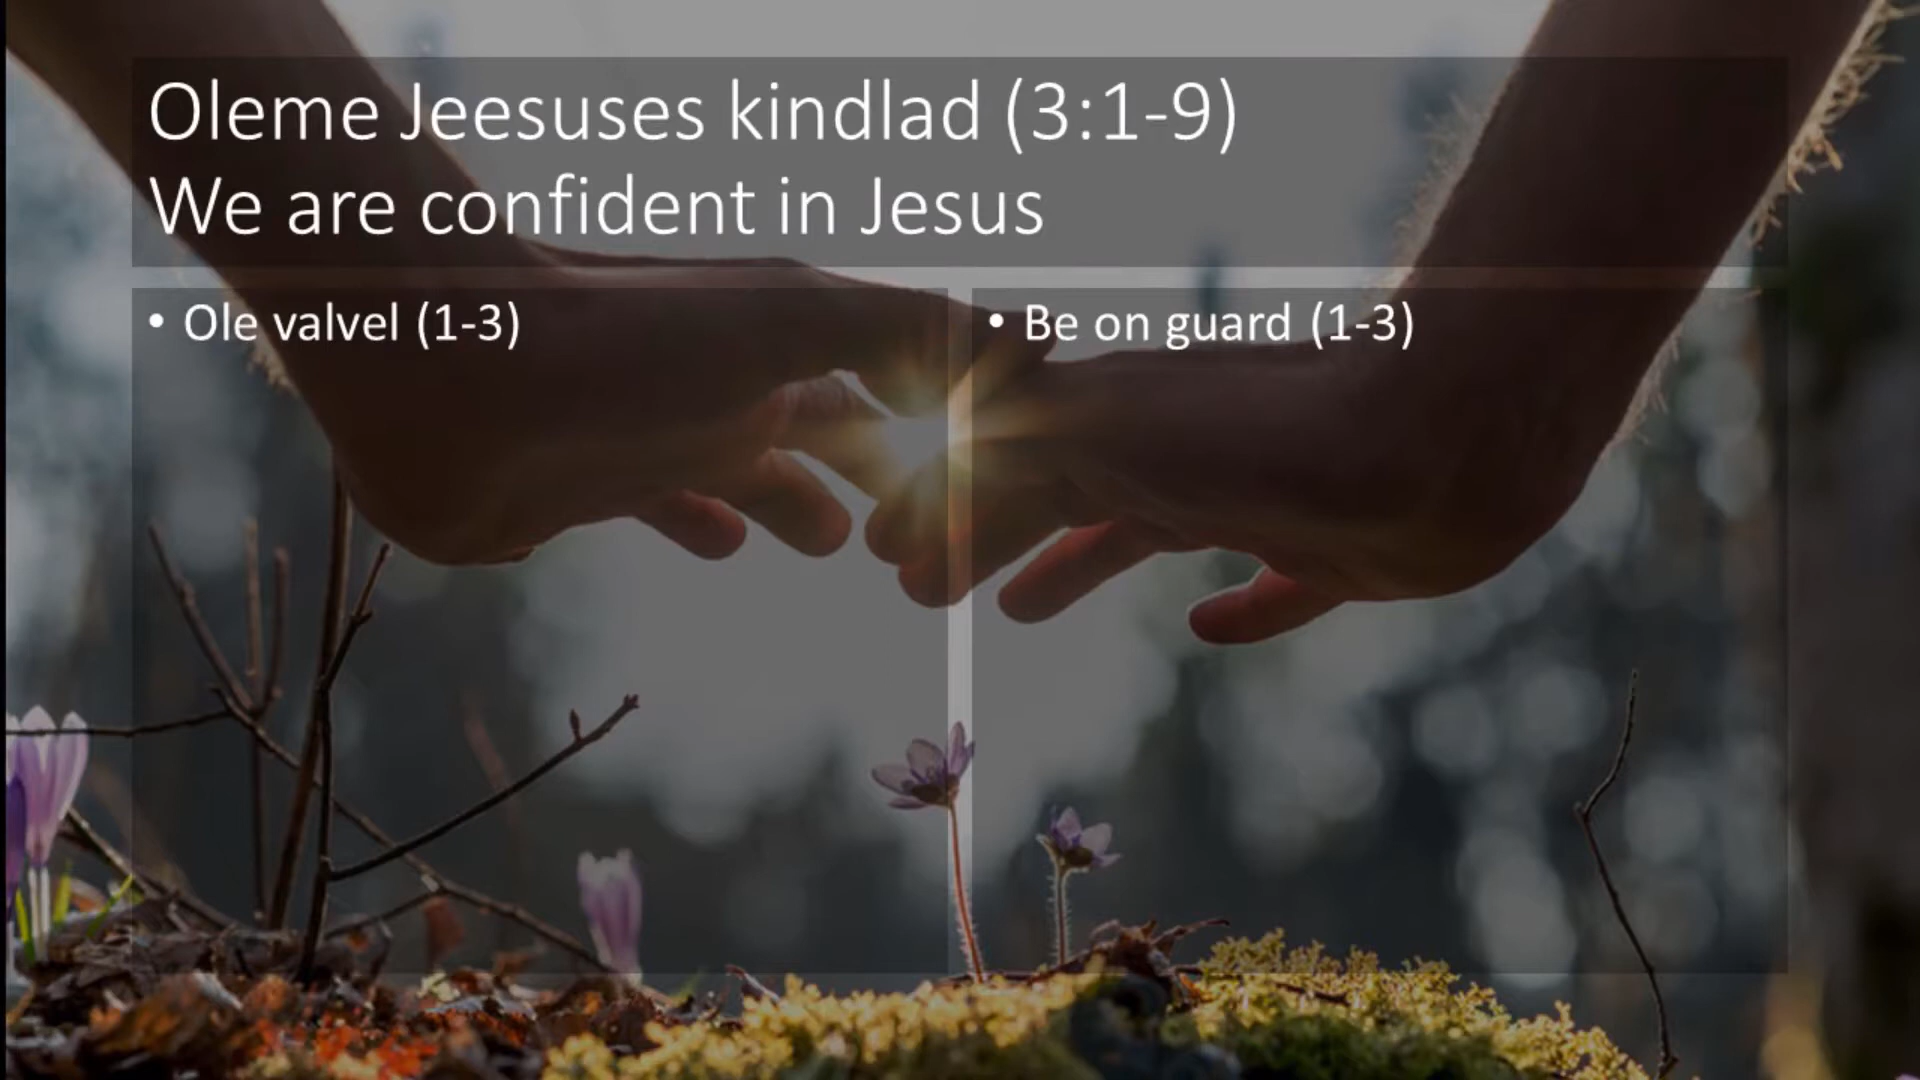 Oleme Jeesuses kindlad (3:1-9)
We are confident in Jesus
• Ole valvel (1-3)
• Be on guard (1-3)